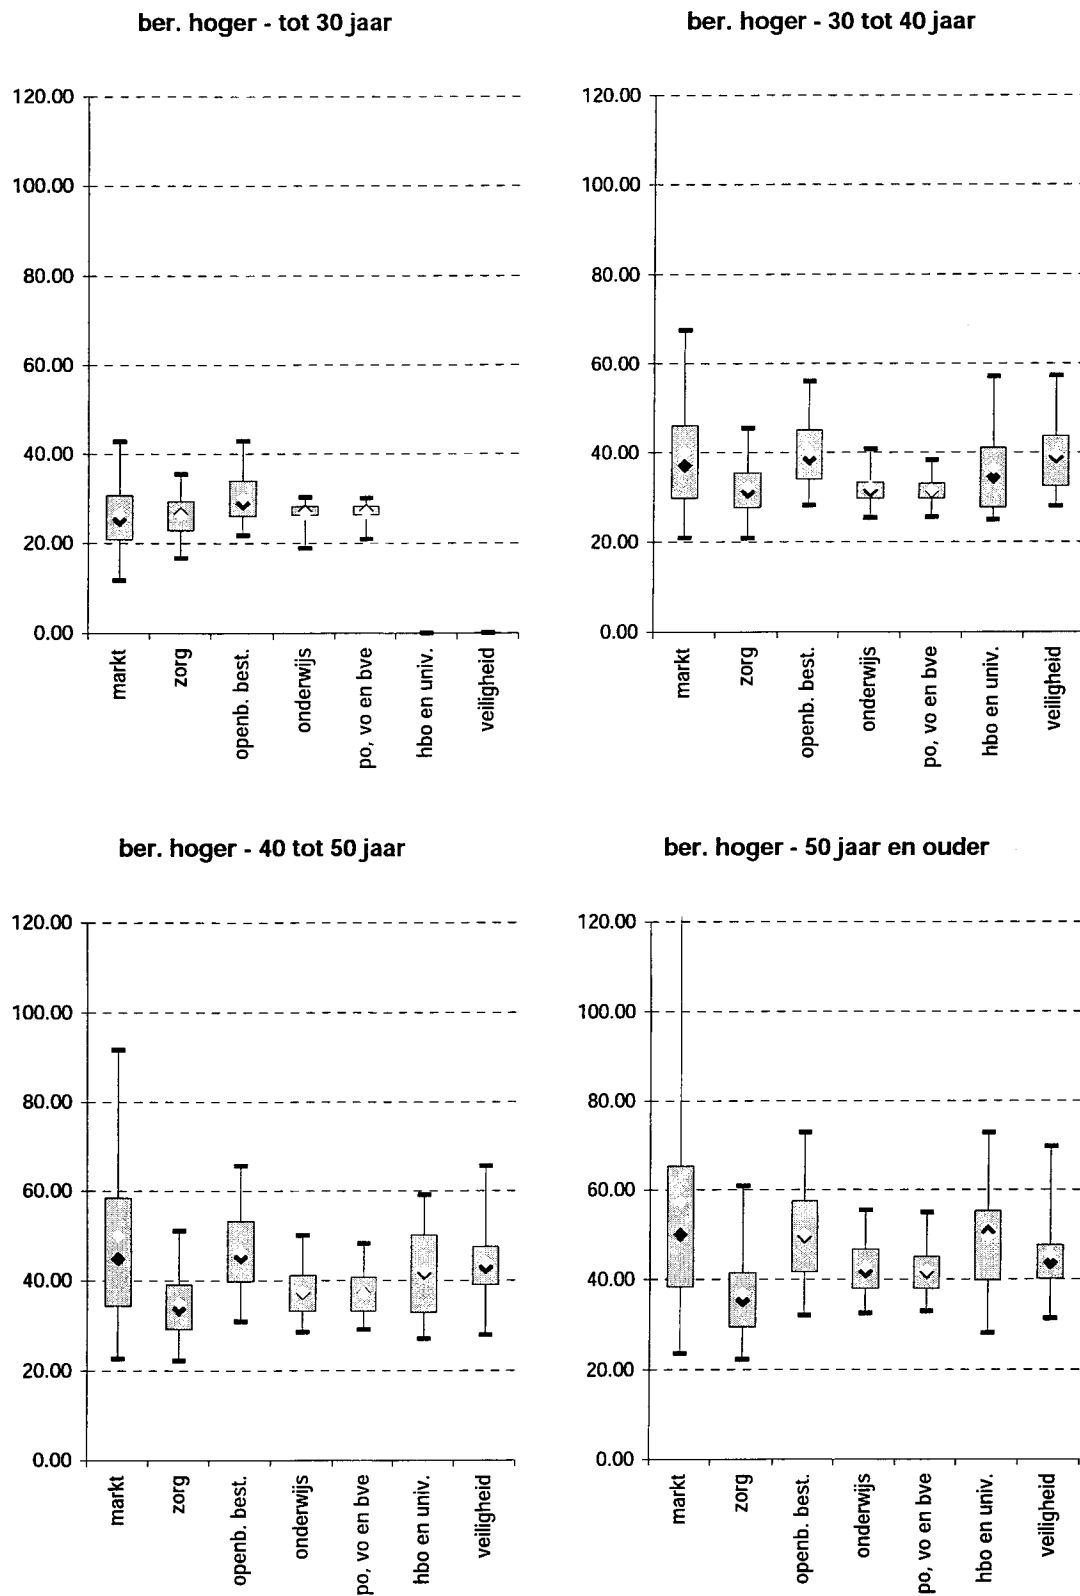 ber. hoger - tot 30 jaar
120.00
100.00
80.00
60.00
40.00
20.00
0.00
markt
zorg
openb. best.
onderwijs
po, vo en bve
hbo en univ.
veiligheid
ber. hoger - 30 tot 40 jaar
120.00
100.00
80.00
60.00
40.00
20.00
0.00
markt
zorg
openb. best.
onderwijs
po, vo en bve
hbo en univ.
veiligheid
ber. hoger - 40 tot 50 jaar
120.00
100.00
80.00
60.00
40.00
20.00
0.00
markt
zorg
openb. best.
onderwijs
po, vo en bve
hbo en univ.
veiligheid
ber. hoger - 50 jaar en ouder
120.00
100.00
80.00
60.00
40.00
20.00
0.00
markt
zorg
openb. best.
onderwijs
po, vo en bve
hbo en univ.
veiligheid